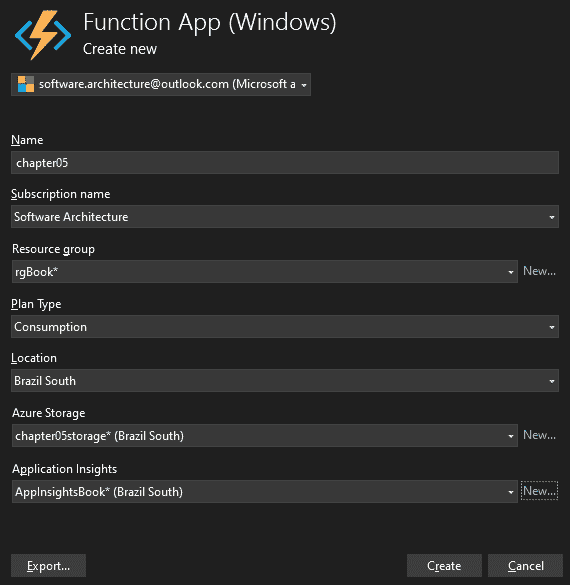 Function App (Windows)
Create new
software.architecture@outlook.com (Microsoft a
Name
chapter05
Subscription name
Software Architecture
Resource group
rgBook*
New...
Plan Type
Consumption
Location
Brazil South
Azure Storage
chapter05storage* (Brazil South)
New...
Application Insights
AppInsightsBook* (Brazil South)
New...
Export...
Create
Cancel